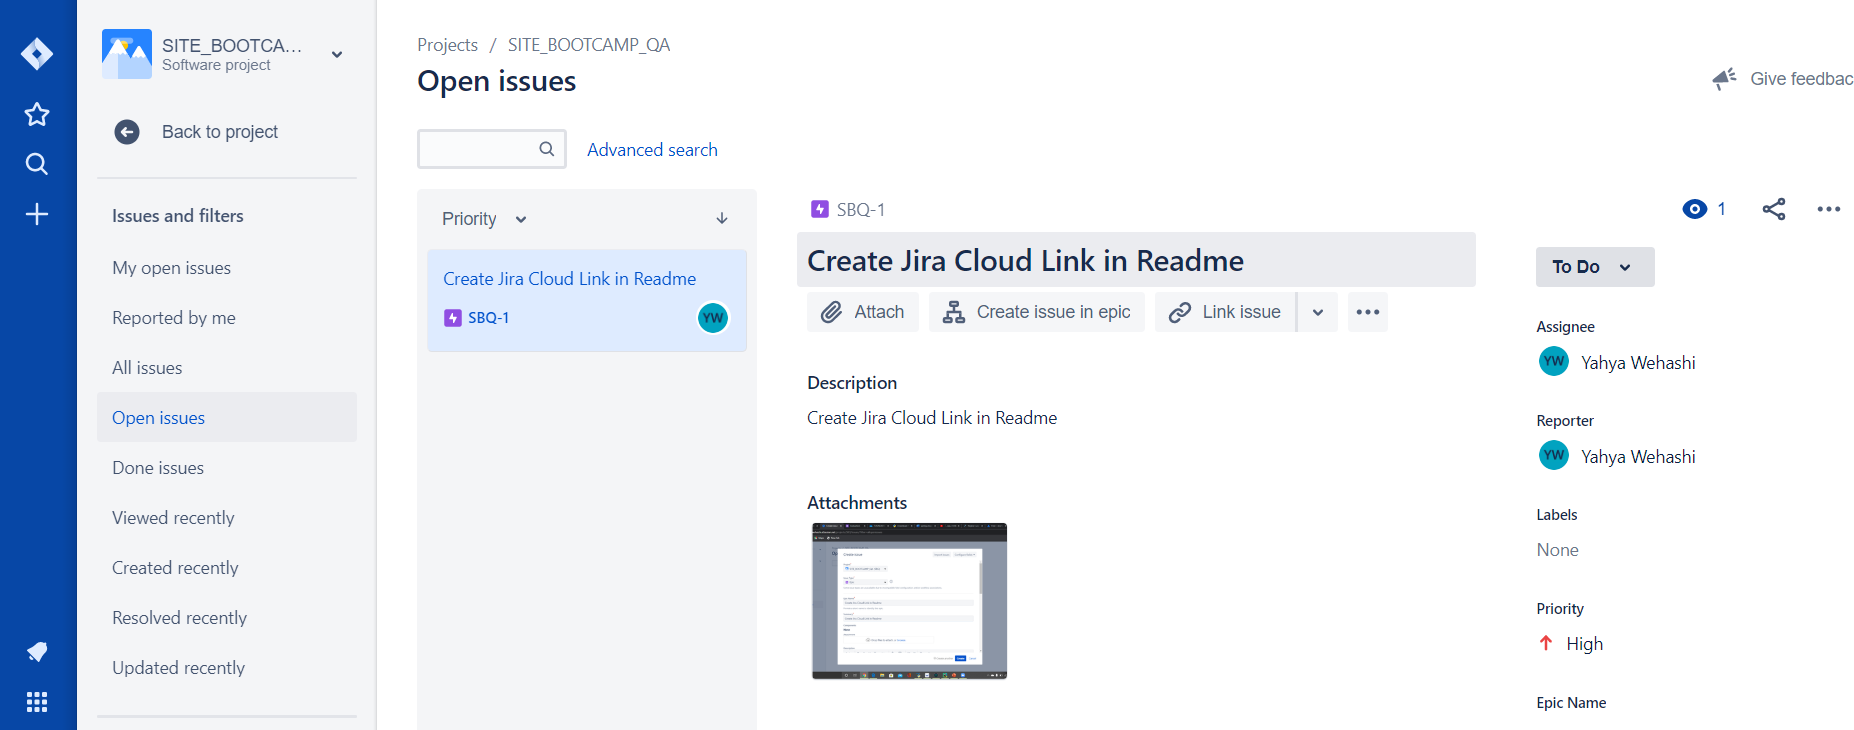 SITE_BOOTCA...
Software project
Back to project
Issues and filters
My open issues
Reported by me
All issues
Open issues
Done issues
Viewed recently
Created recently
Resolved recently
Updated recently
Projects / SITE_BOOTCAMP_QA
Open issues
Give feedbac
Advanced search
Priority
Create Jira Cloud Link in Readme
SBQ-1
YW
SBQ-1
1
Create Jira Cloud Link in Readme
Attach
Create issue in epic
Link issue
Description
Create Jira Cloud Link in Readme
Attachments
To Do
Assignee
YW Yahya Wehashi
Reporter
YW Yahya Wehashi
Labels
None
Priority
High
Epic Name